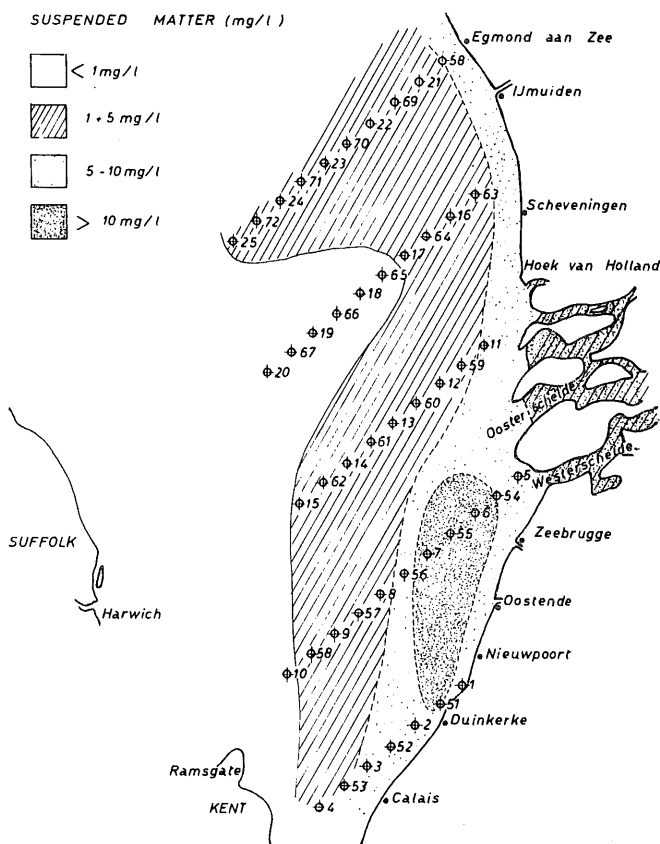 SUSPENDED MATTER (mg/l)
< 1mg/l
1 + 5 mg/l
5 - 10 mg/l
> 10 mg/l
Egmond aan Zee
58
21
IJmuiden
69
22
70
23
71
24
72
25
63
16
Scheveningen
64
17
Hoek van Holland
65
18
66
19
67
20
11
59
12
60
13
61
14
62
15
Ooster schelde
Westerschelde
5
54
6
55
7
56
8
57
9
58
10
Zeebrugge
Oostende
Nieuwpoort
SUFFOLK
Harwich
1
51
2
Duinkerke
52
3
53
4
Calais
Ramsgate
KENT